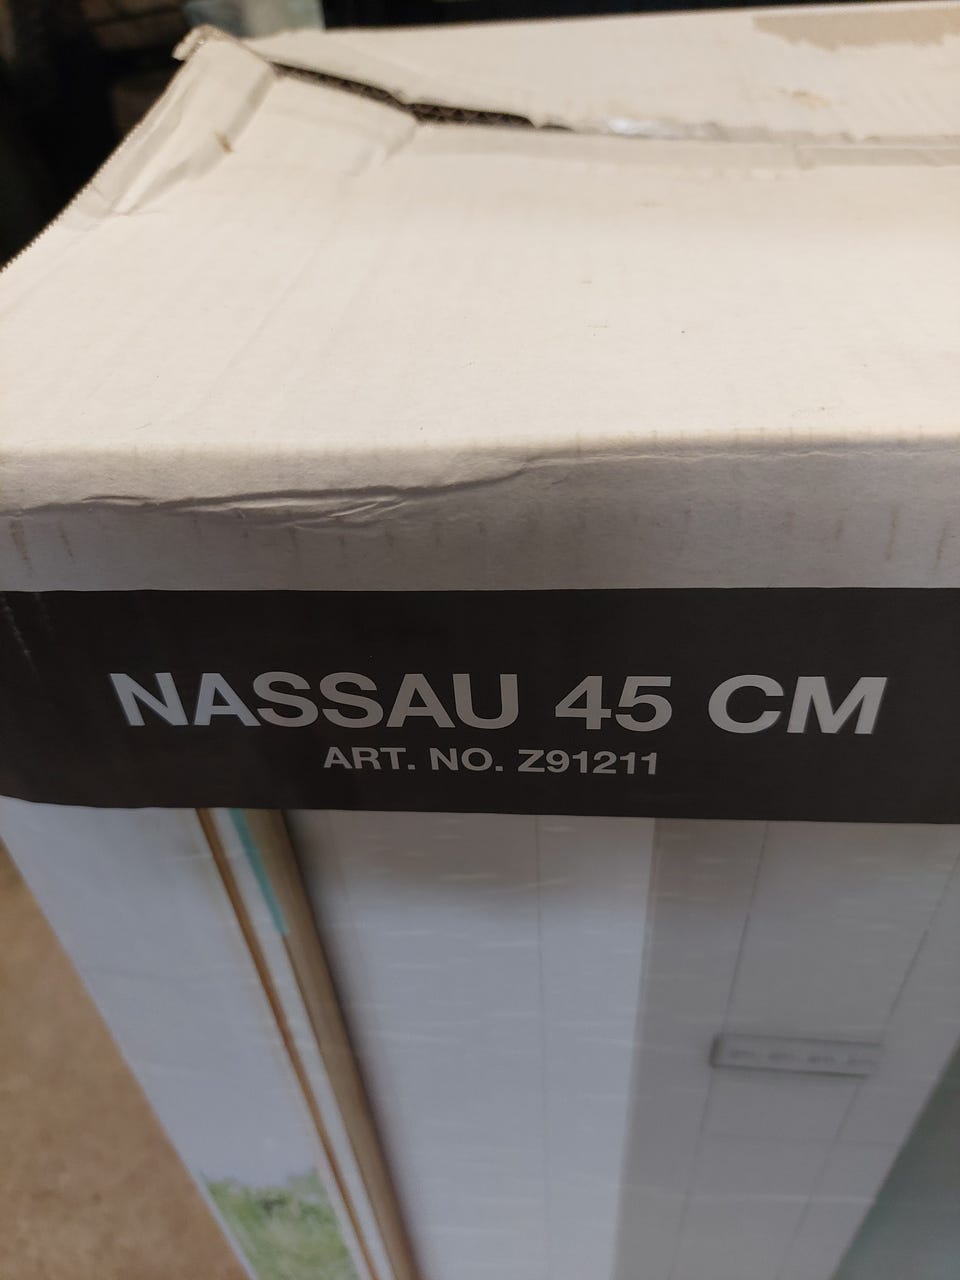 NASSAU 45 CM
ART. NO. Z91211